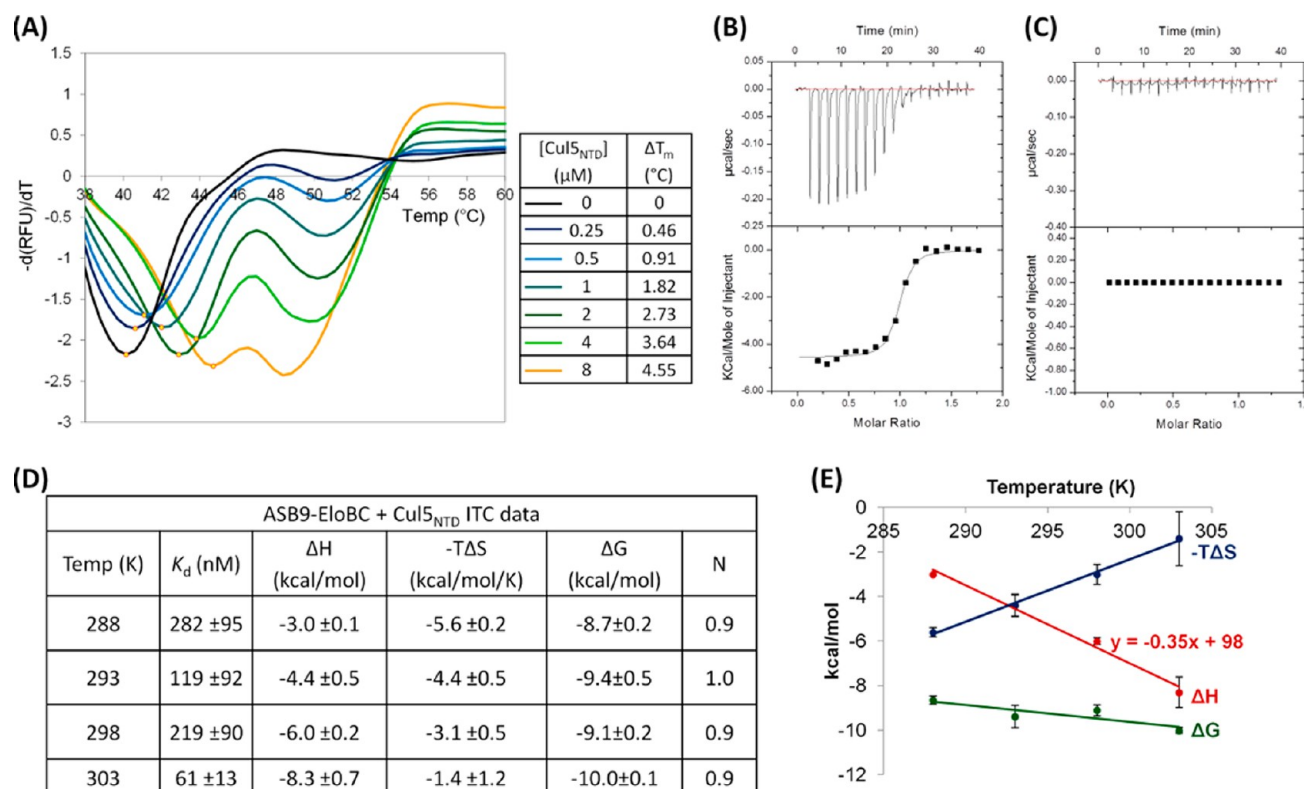 (A)
1.5
1
0.5
0
-0.5
-1
-1.5
-2
-2.5
-3
-d(RFU)/dT
38 40 42 44 46 48 50 52 54 56 58 60
Temp (°C)
[Cul5NTD] (μM) ΔTm (°C)
0 0
0.25 0.46
0.5 0.91
1 1.82
2 2.73
4 3.64
8 4.55
(B)
Time (min)
0 10 20 30 40
0.05
0.00
-0.05
-0.10
-0.15
-0.20
-0.25
μcal/sec
0.00
-2.00
-4.00
-6.00
KCal/Mole of Injectant
0.0 0.5 1.0 1.5 2.0
Molar Ratio
(C)
Time (min)
0 10 20 30 40
0.00
-0.10
-0.20
-0.30
-0.40
μcal/sec
0.40
0.20
0.00
-0.20
-0.40
-0.60
-0.80
-1.00
KCal/Mole of Injectant
0.0 0.5 1.0
Molar Ratio
(D)
ASB9-EloBC + Cul5NTD ITC data
Temp (K) Kd (nM) ΔH (kcal/mol) -TΔS (kcal/mol/K) ΔG (kcal/mol) N
288 282 ±95 -3.0 ±0.1 -5.6 ±0.2 -8.7±0.2 0.9
293 119 ±92 -4.4 ±0.5 -4.4 ±0.5 -9.4±0.5 1.0
298 219 ±90 -6.0 ±0.2 -3.1 ±0.5 -9.1±0.2 0.9
303 61 ±13 -8.3 ±0.7 -1.4 ±1.2 -10.0±0.1 0.9
(E)
Temperature (K)
285 290 295 300 305
0
-2
-4
-6
-8
-10
-12
kcal/mol
-TΔS
y = -0.35x + 98
ΔH
ΔG